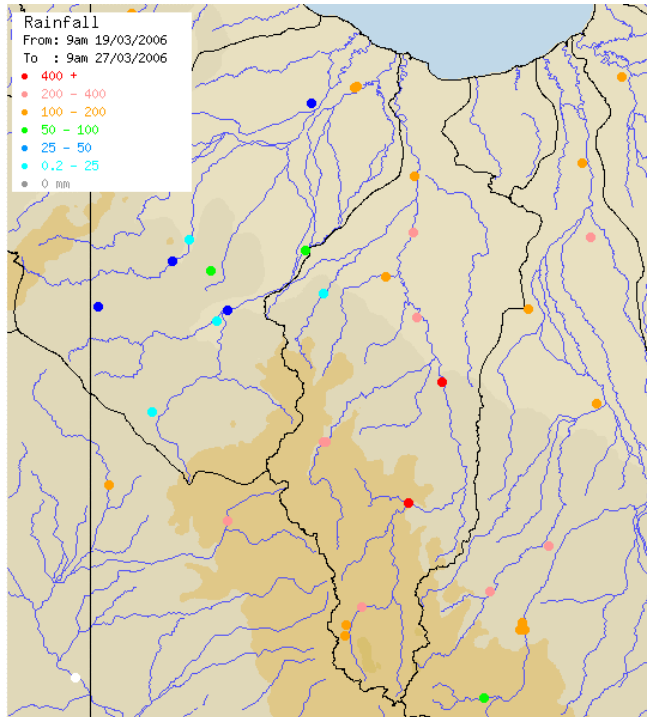 Rainfall
From: 9am 19/03/2006
To : 9am 27/03/2006
400 +
200 - 400
100 - 200
50 - 100
25 - 50
0.2 - 25
0 mm